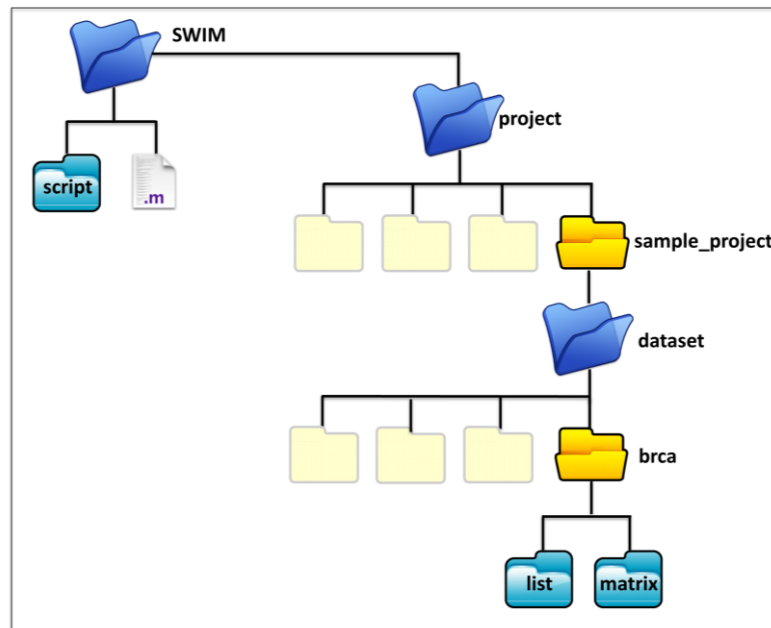 SWIM
project
script
.m
sample_project
dataset
brca
list
matrix